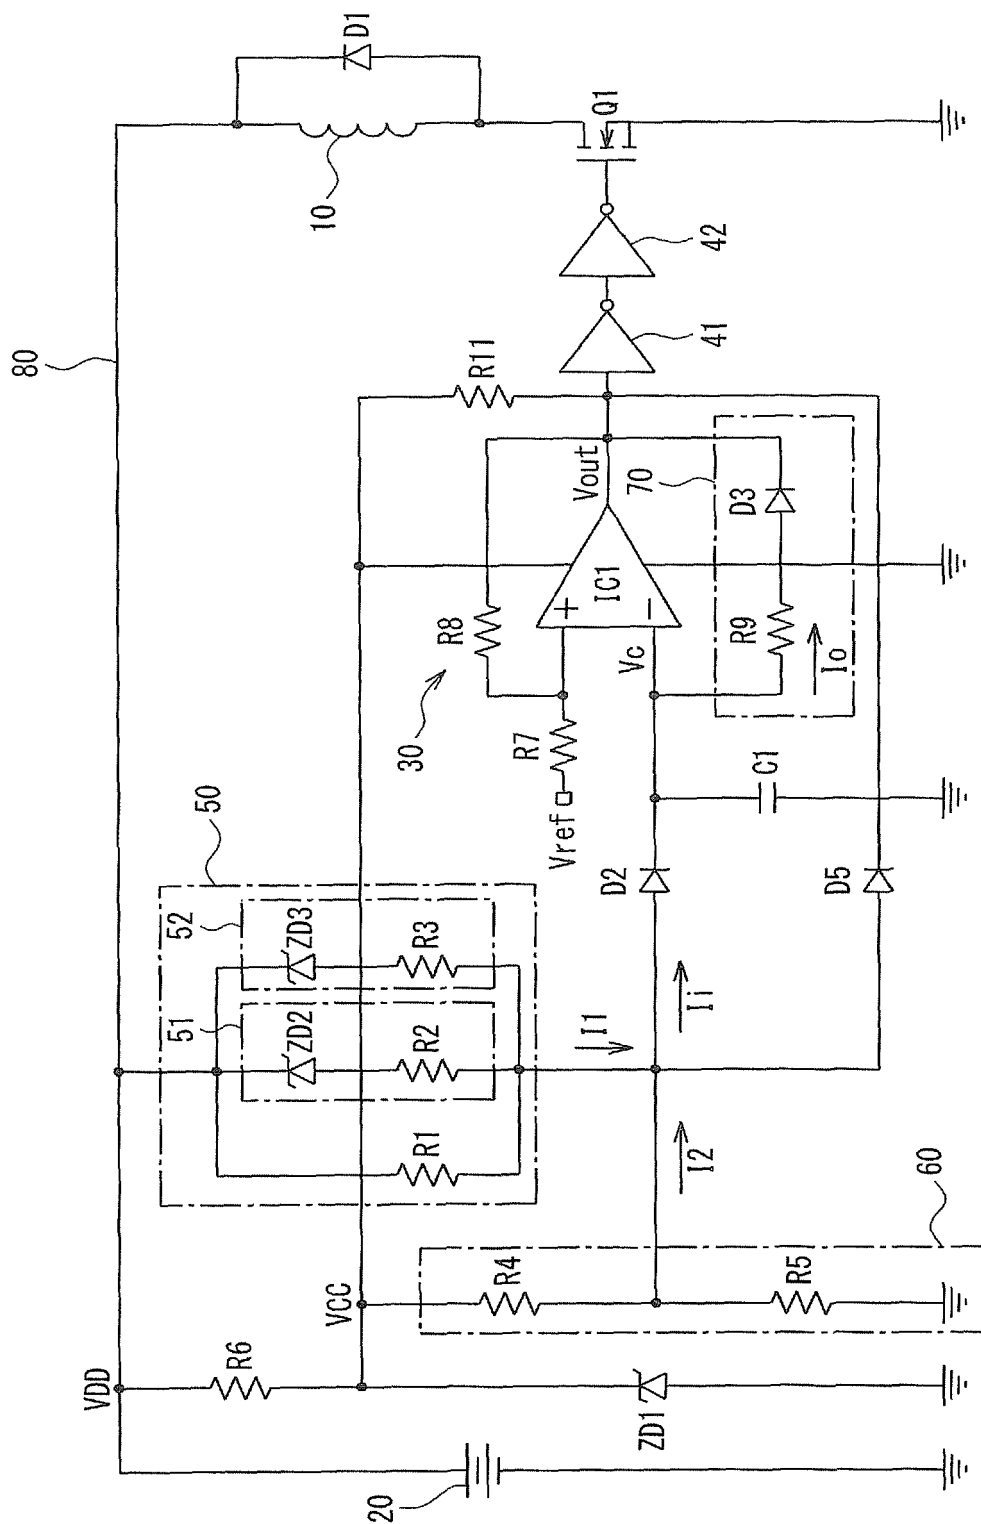 80
VDD
R6
VCC
20
ZD1
50
51
52
ZD2
ZD3
R1
R2
R3
I1
60
R4
R5
I2
Ii
D2
D5
C1
30
Vref
R7
R8
Vc
+
−
IC1
Vout
70
R9
D3
Io
R11
41
42
10
D1
Q1